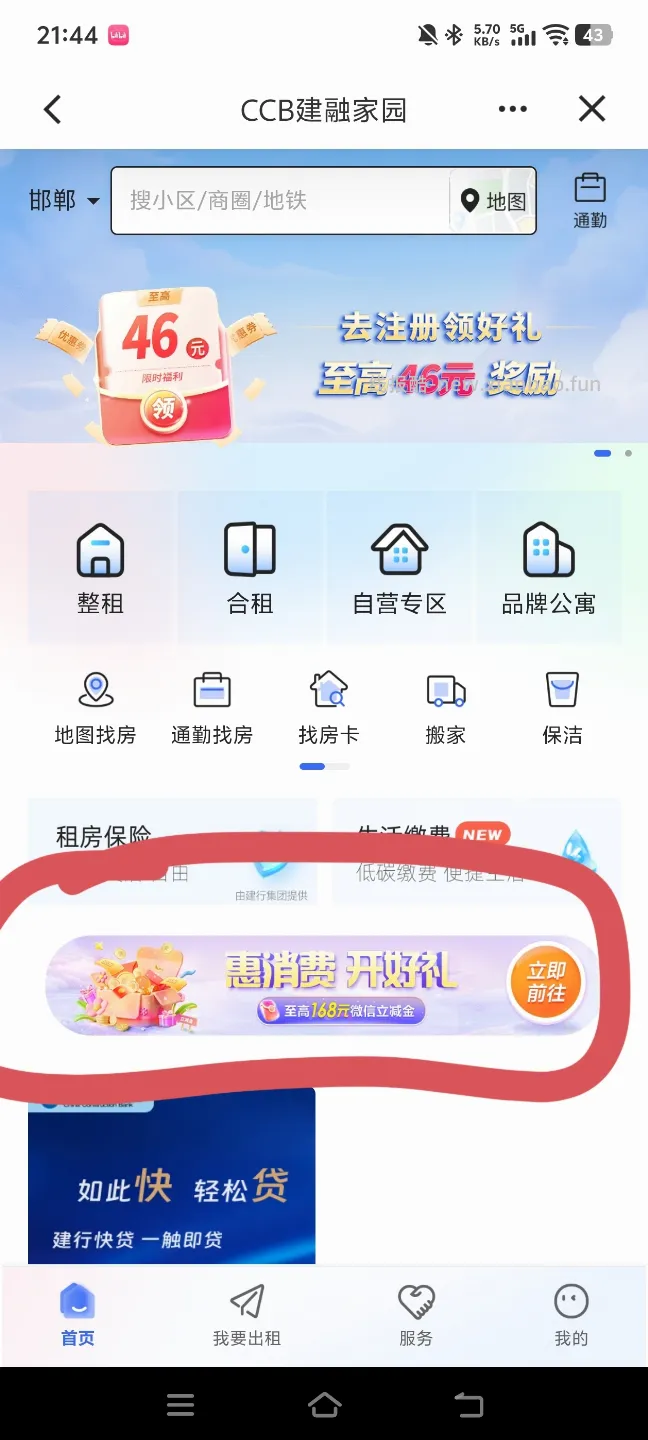 21:44
5.70
KB/s
5G
43
CCB建融家园
邯郸
搜小区/商圈/地铁
地图
通勤
至高
46元
优惠
惠券
限时福利
领
去注册领好礼
至高46元 奖励
整租
合租
自营专区
品牌公寓
地图找房
通勤找房
找房卡
搬家
保洁
租房保险
生活缴费
NEW
由
低碳缴费 便捷生活
由建行集团提供
惠消费 开好礼
至高168元微信立减金
立即
前往
China Construction Bank
如此快 轻松贷
建行快贷 一触即贷
首页
我要出租
服务
我的